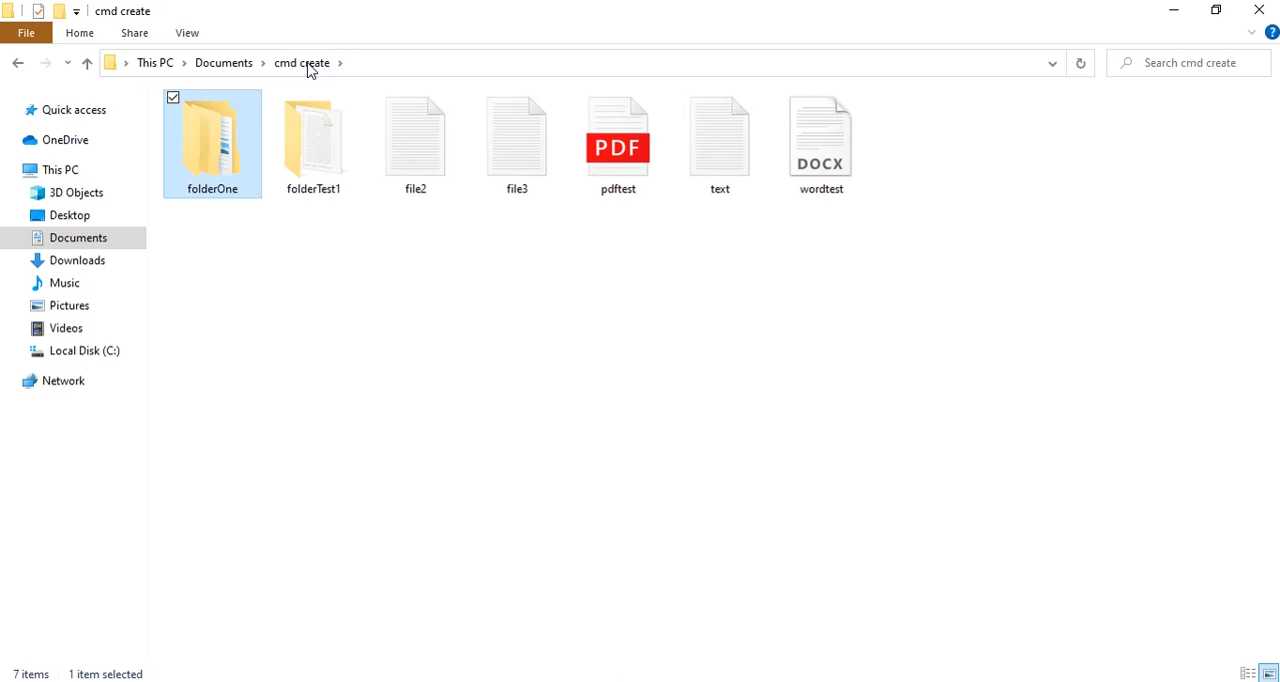 cmd create
File Home Share View
This PC Documents cmd create
Search cmd create
Quick access
OneDrive
This PC
3D Objects
Desktop
Documents
Downloads
Music
Pictures
Videos
Local Disk (C:)
Network
folderOne
folderTest1
file2
file3
PDF
pdftest
text
DOCX
wordtest
7 items 1 item selected